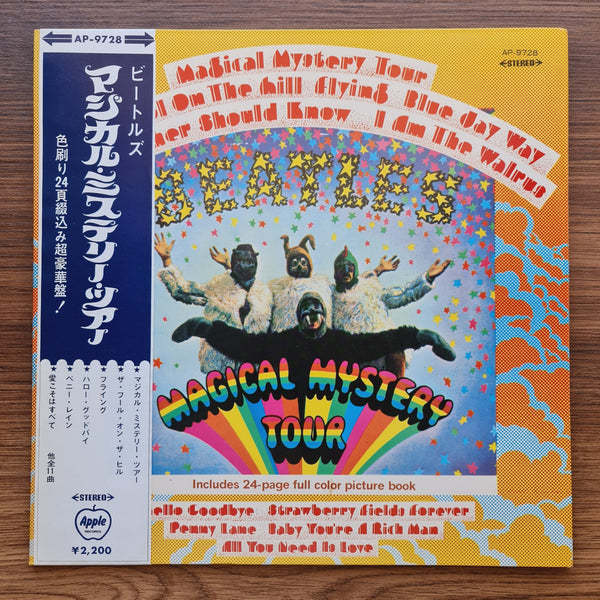 AP-9728
ビートルズ
マジカル・ミステリー・ツアー
色刷り24頁綴込み超豪華盤!
★マジカル・ミステリー・ツアー
★ザ・フール・オン・ザ・ヒル
★フライング
★ハロー・グッドバイ
★ペニー・レイン
★愛こそはすべて
他全11曲
STEREO
Apple
RECORDS
¥2,200
AP-9728
STEREO
Magical Mystery Tour
On The Hill Flying Blue Jay Way
her Should Know I Am The Walrus
BEATLES
MAGICAL MYSTERY
TOUR
Includes 24-page full color picture book
ello Goodbye Strawberry Fields Forever
Penny Lane Baby You're A Rich Man
All You Need Is Love